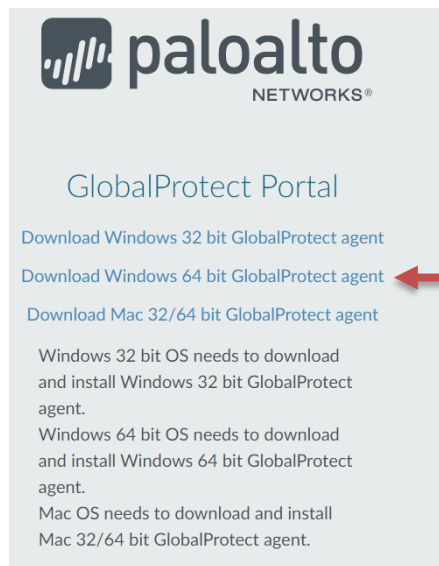 paloalto
NETWORKS®
GlobalProtect Portal
Download Windows 32 bit GlobalProtect agent
Download Windows 64 bit GlobalProtect agent
Download Mac 32/64 bit GlobalProtect agent
Windows 32 bit OS needs to download
and install Windows 32 bit GlobalProtect
agent.
Windows 64 bit OS needs to download
and install Windows 64 bit GlobalProtect
agent.
Mac OS needs to download and install
Mac 32/64 bit GlobalProtect agent.